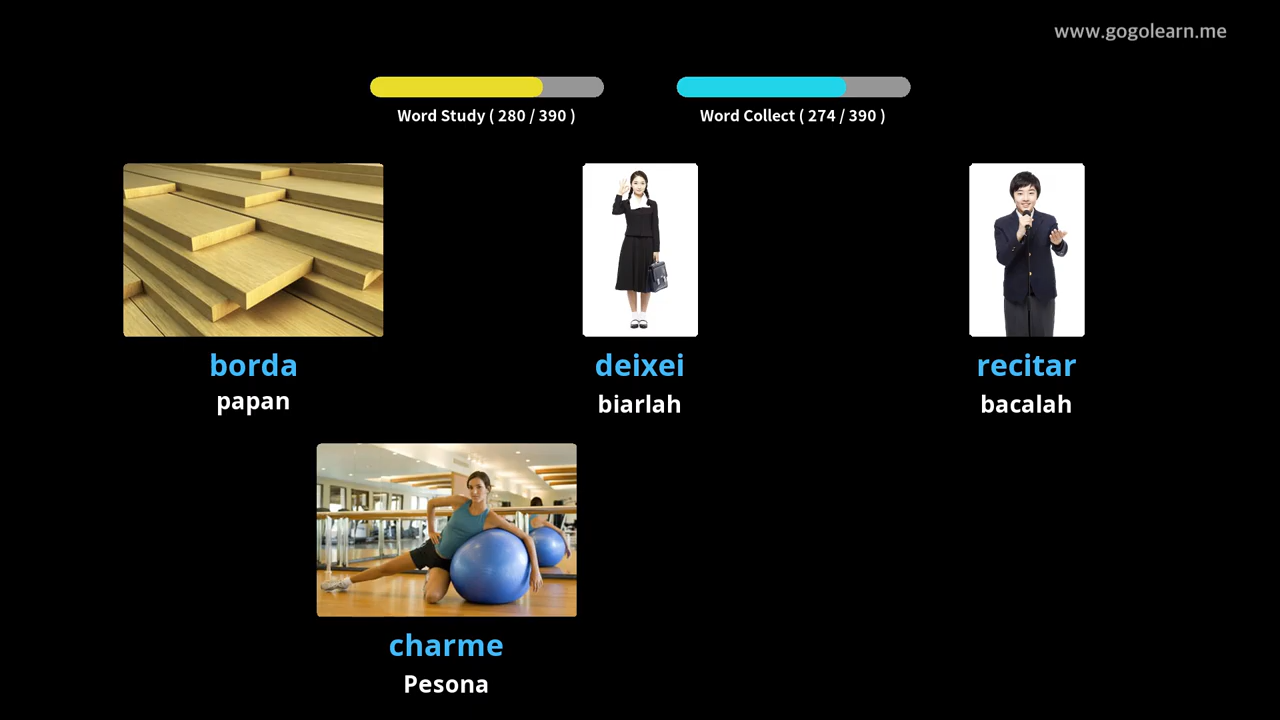 www.gogolearn.me
Word Study ( 280 / 390 )
Word Collect ( 274 / 390 )
borda
papan
deixei
biarlah
recitar
bacalah
charme
Pesona